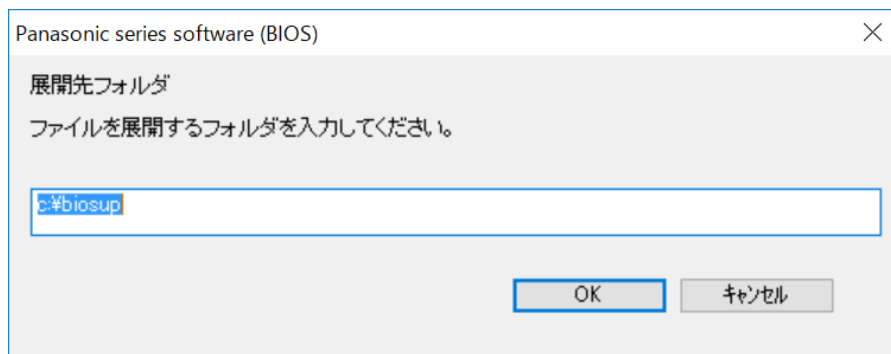 Panasonic series software (BIOS)
展開先フォルダ
ファイルを展開するフォルダを入力してください。
c:¥biosup
OK
キャンセル